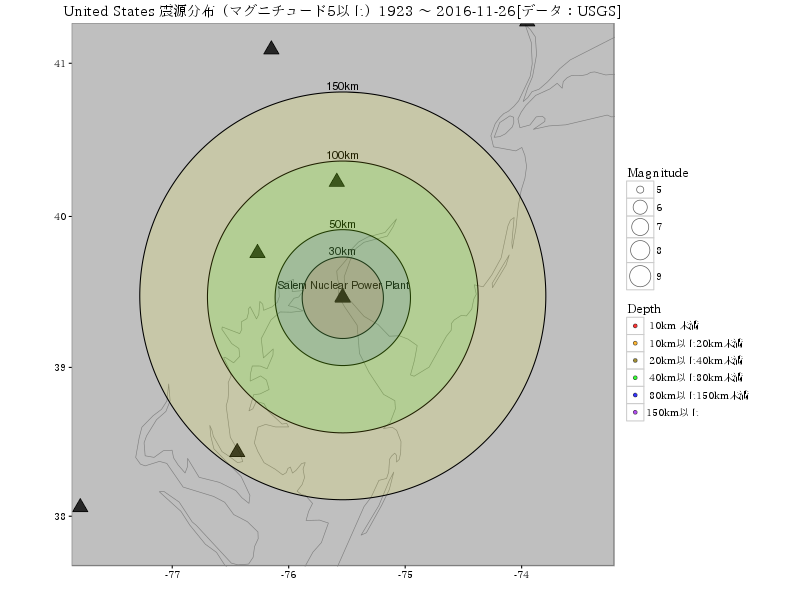 United States 震源分布（マグニチュード5以上）1923 ～ 2016-11-26[データ：USGS]
41
40
39
38
-77
-76
-75
-74
150km
100km
50km
30km
Salem Nuclear Power Plant
Magnitude
5
6
7
8
9
Depth
10km 未満
10km以上20km未満
20km以上40km未満
40km以上80km未満
80km以上150km未満
150km以上